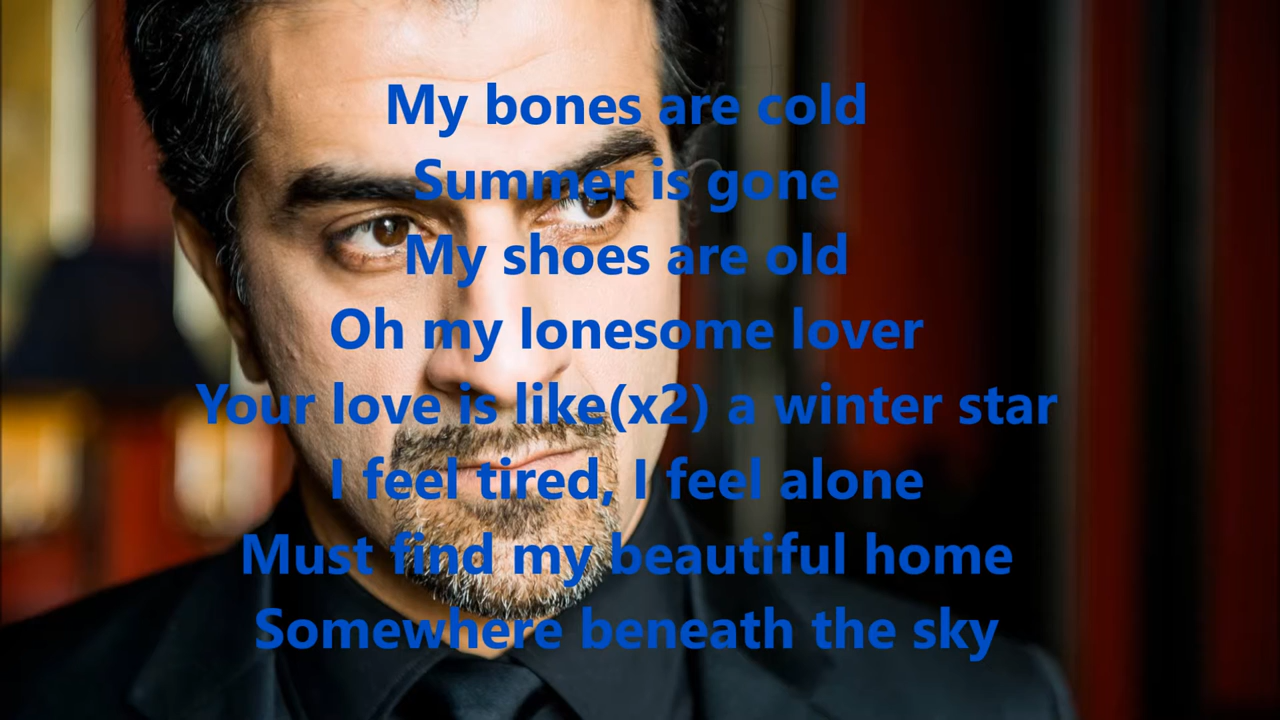 My bones are cold
Summer is gone
My shoes are old
Oh my lonesome lover
Your love is like(x2) a winter star
I feel tired, I feel alone
Must find my beautiful home
Somewhere beneath the sky